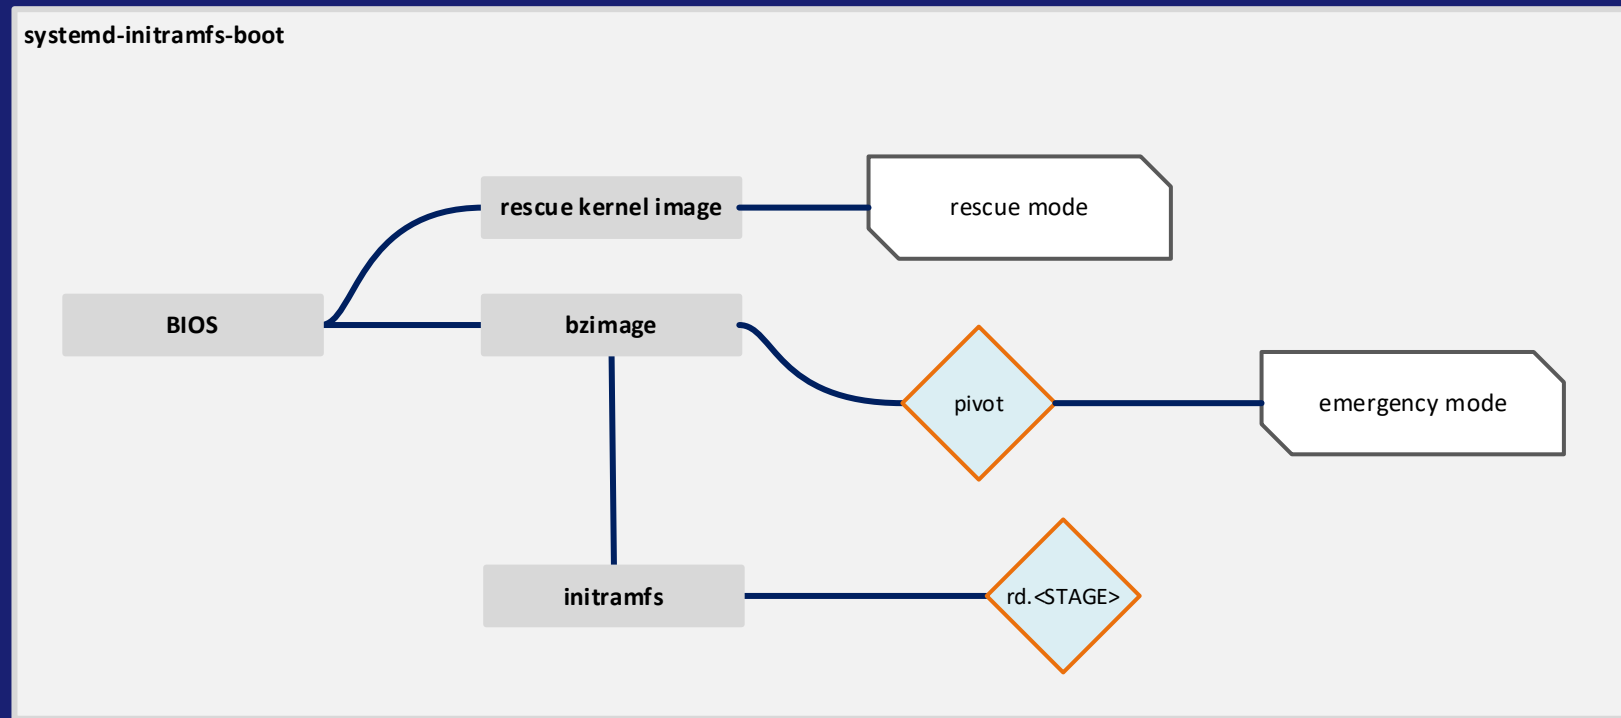 systemd-initramfs-boot
rescue kernel image
rescue mode
BIOS
bzimage
pivot
emergency mode
initramfs
rd.<STAGE>